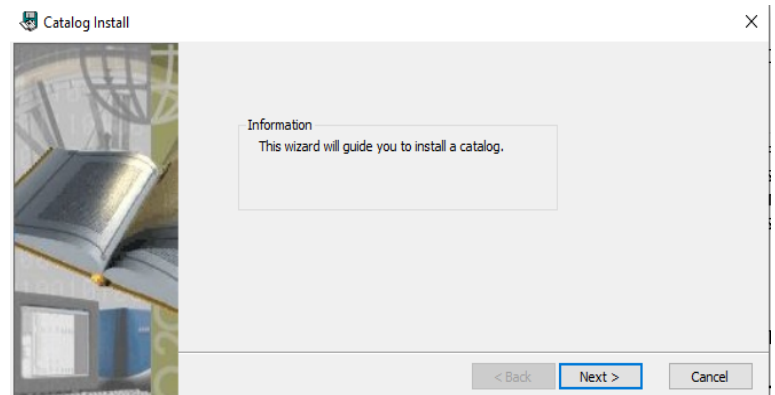 Catalog Install
Information
This wizard will guide you to install a catalog.
< Back
Next >
Cancel